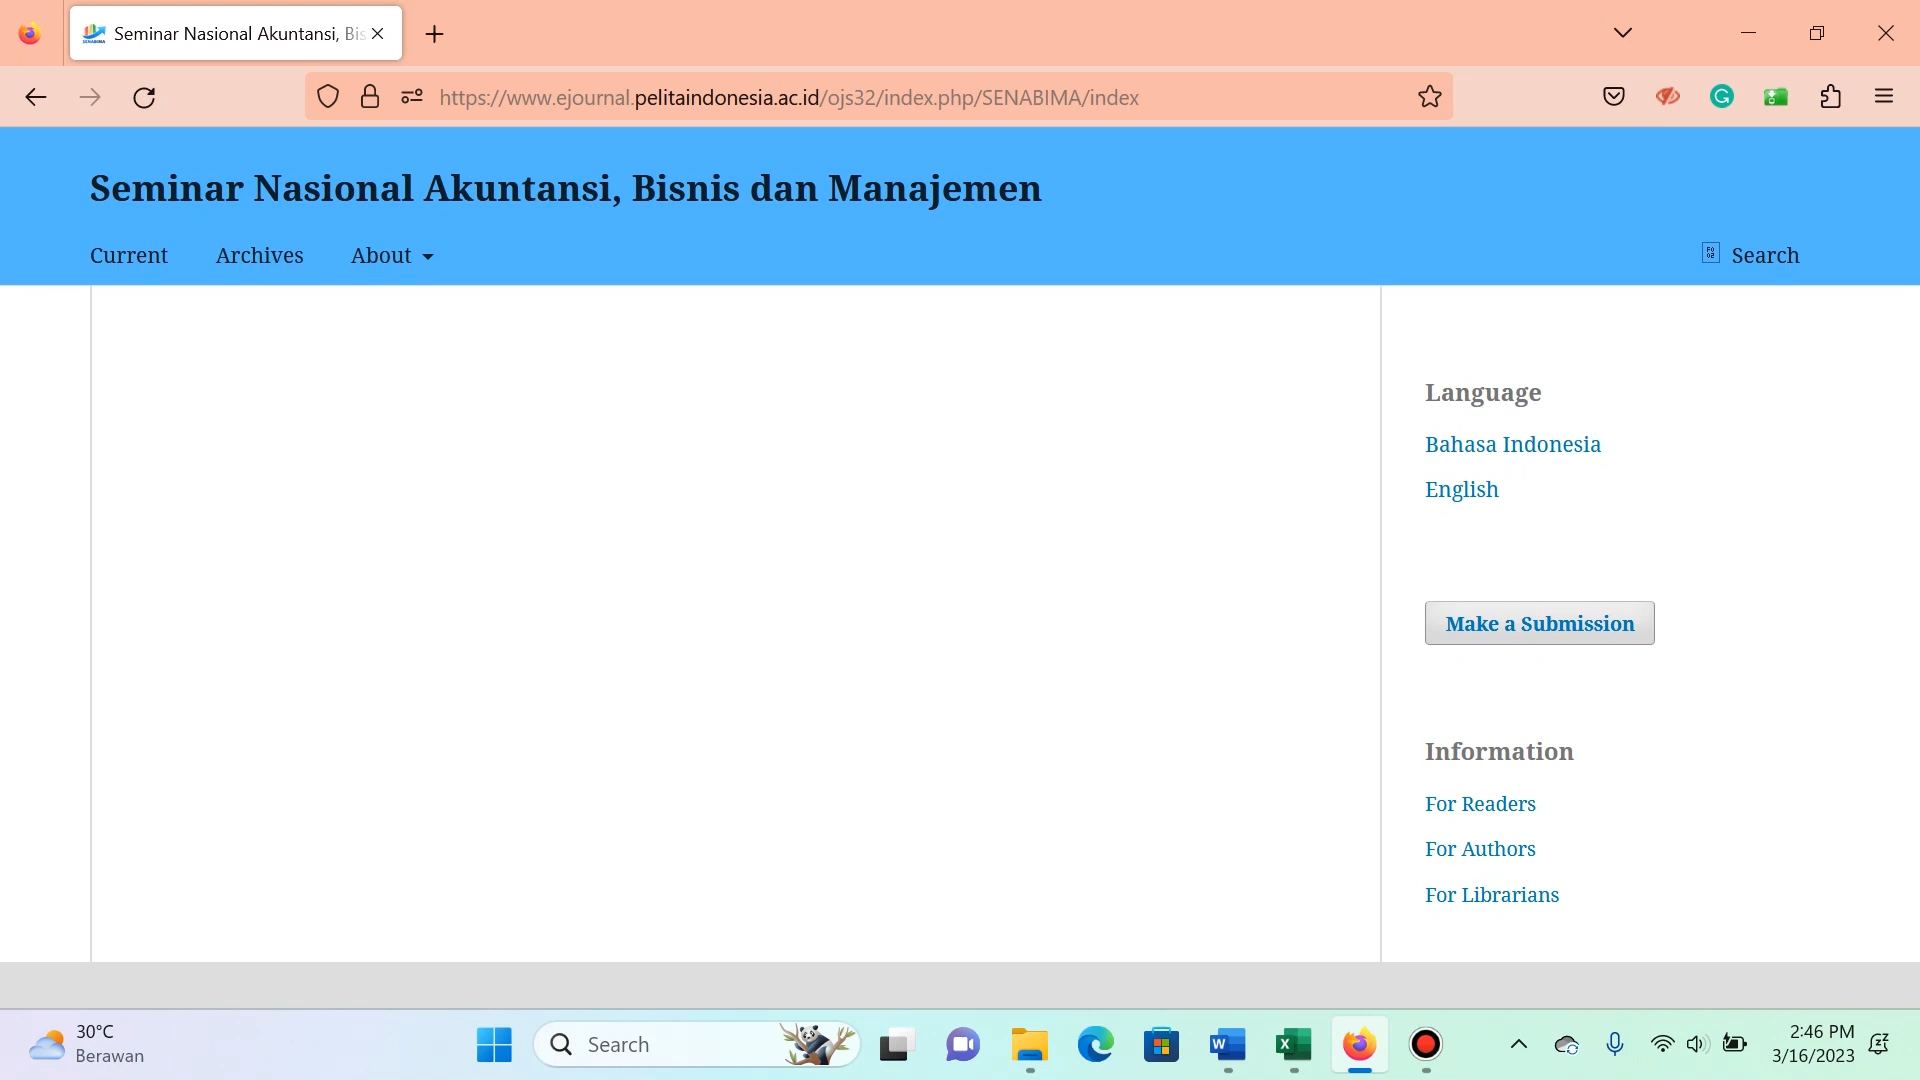 Seminar Nasional Akuntansi, Bis
https://www.ejournal.pelitaindonesia.ac.id/ojs32/index.php/SENABIMA/index
Seminar Nasional Akuntansi, Bisnis dan Manajemen
Current Archives About
Search
Language
Bahasa Indonesia
English
Make a Submission
Information
For Readers
For Authors
For Librarians
30°C
Berawan
Search
2:46 PM
3/16/2023